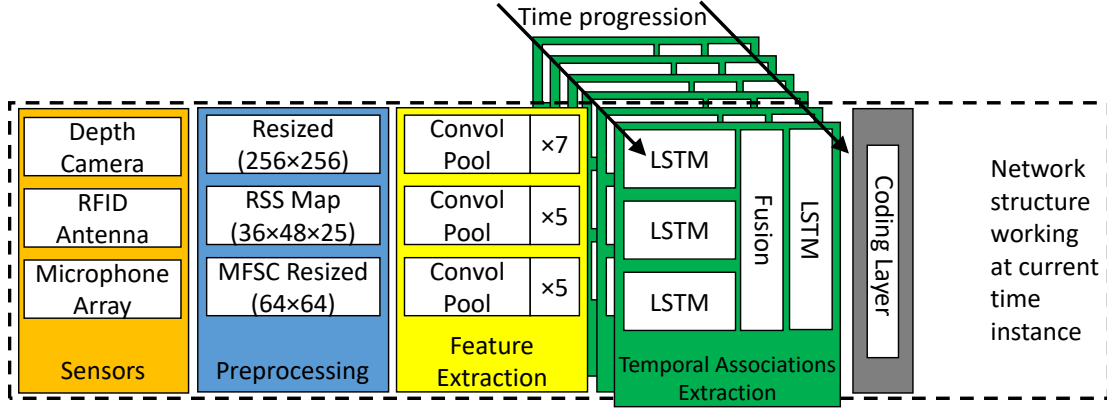 Time progression
Depth
Camera
RFID
Antenna
Microphone
Array
Sensors
Resized
(256×256)
RSS Map
(36×48×25)
MFSC Resized
(64×64)
Preprocessing
Convol
Pool
×7
Convol
Pool
×5
Convol
Pool
×5
Feature
Extraction
LSTM
LSTM
LSTM
Fusion
LSTM
Temporal Associations
Extraction
Coding Layer
Network
structure
working
at current
time
instance